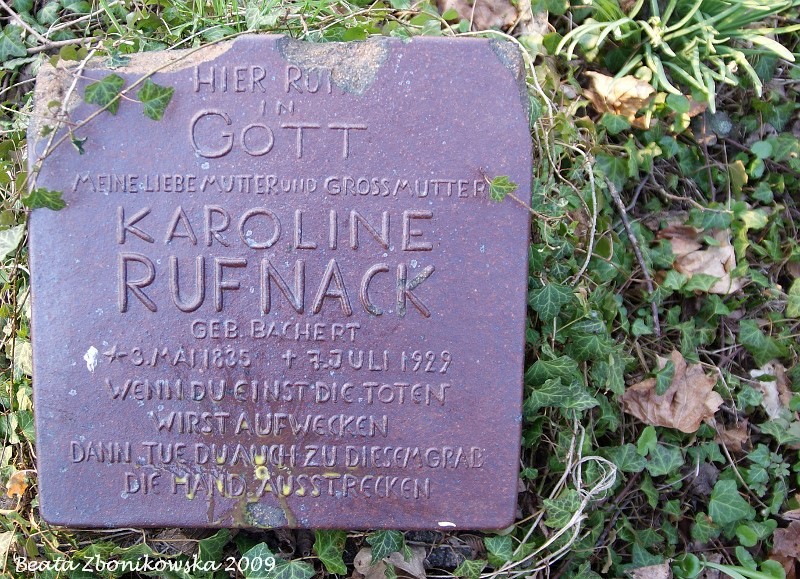 HIER RUHT
IN
GOTT
MEINE LIEBE MUTTER UND GROSSMUTTER
KAROLINE
RUFNACK
GEB. BACHERT
* 3. MAI 1835 + 7. JULI 1929
WENN DU EINST DIE TOTEN
WIRST AUFWECKEN
DANN TUE DU AUCH ZU DIESEM GRAB
DIE HAND AUSSTRECKEN
Beata Zbonikowska 2009